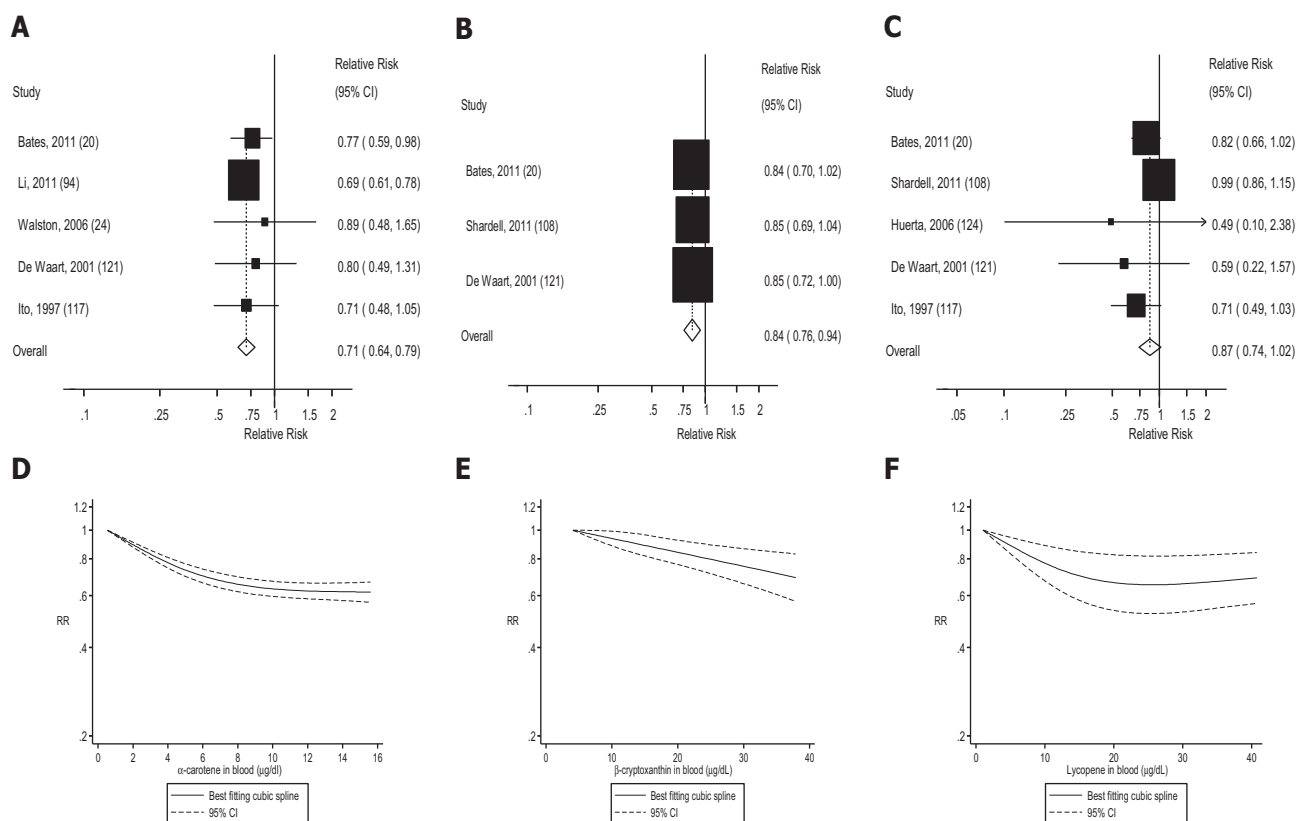 A
Relative Risk
Study
(95% CI)
Bates, 2011 (20)
0.77 ( 0.59, 0.98)
Li, 2011 (94)
0.69 ( 0.61, 0.78)
Walston, 2006 (24)
0.89 ( 0.48, 1.65)
De Waart, 2001 (121)
0.80 ( 0.49, 1.31)
Ito, 1997 (117)
0.71 ( 0.48, 1.05)
Overall
0.71 ( 0.64, 0.79)
.1 .25 .5 .75 1 1.5 2
Relative Risk
B
Relative Risk
Study
(95% CI)
Bates, 2011 (20)
0.84 ( 0.70, 1.02)
Shardell, 2011 (108)
0.85 ( 0.69, 1.04)
De Waart, 2001 (121)
0.85 ( 0.72, 1.00)
Overall
0.84 ( 0.76, 0.94)
.1 .25 .5 .75 1 1.5 2
Relative Risk
C
Relative Risk
Study
(95% CI)
Bates, 2011 (20)
0.82 ( 0.66, 1.02)
Shardell, 2011 (108)
0.99 ( 0.86, 1.15)
Huerta, 2006 (124)
0.49 ( 0.10, 2.38)
De Waart, 2001 (121)
0.59 ( 0.22, 1.57)
Ito, 1997 (117)
0.71 ( 0.49, 1.03)
Overall
0.87 ( 0.74, 1.02)
.05 .1 .25 .5 .75 1 1.5 2
Relative Risk
D
1.2
1
.8
.6
RR
.4
.2
0 2 4 6 8 10 12 14 16
α-carotene in blood (µg/dl)
Best fitting cubic spline
95% CI
E
1.2
1
.8
.6
RR
.4
.2
0 10 20 30 40
β-cryptoxanthin in blood (µg/dL)
Best fitting cubic spline
95% CI
F
1.2
1
.8
.6
RR
.4
.2
0 10 20 30 40
Lycopene in blood (µg/dL)
Best fitting cubic spline
95% CI